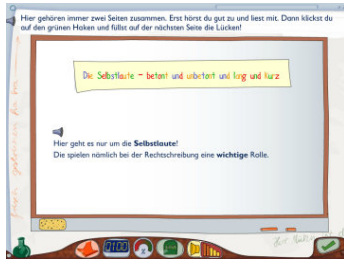 Hier gehören immer zwei Seiten zusammen. Erst hörst du gut zu und liest mit. Dann klickst du
auf den grünen Haken und füllst auf der nächsten Seite die Lücken!
Die Selbstlaute – betont und unbetont und lang und kurz
Hier geht es nur um die Selbstlaute!
Die spielen nämlich bei der Rechtschreibung eine wichtige Rolle.